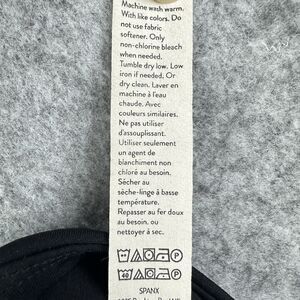 Machine wash warm.
With like colors. Do
not use fabric
softener. Only
non-chlorine bleach
when needed.
Tumble dry low. Low
iron if needed. Or
dry clean. Laver en
machine à l'eau
chaude. Avec
couleurs similaires.
Ne pas utiliser
d'assouplissant.
Utiliser seulement
un agent de
blanchiment non
chloré au besoin.
Sécher au
sèche-linge à basse
température.
Repasser au fer doux
au besoin. ou
nettoyer à sec.
SPANX